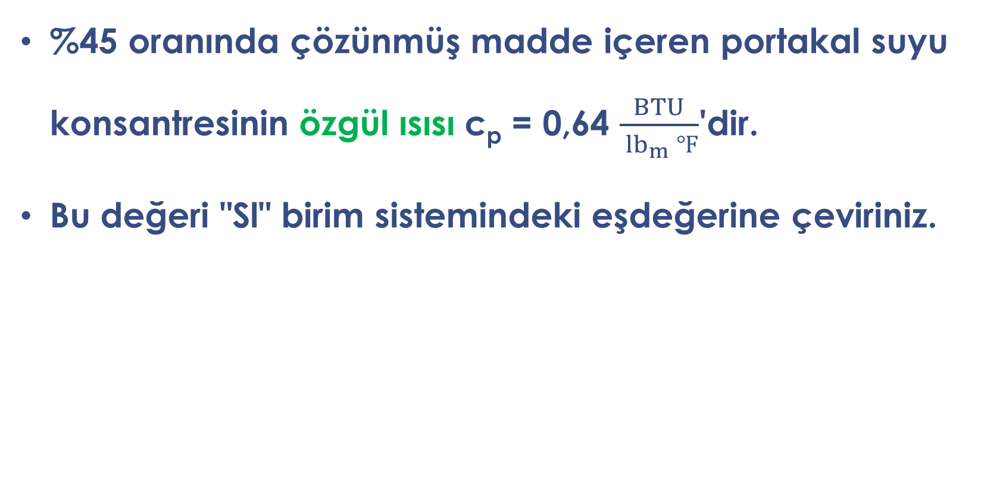 • %45 oranında çözünmüş madde içeren portakal suyu
konsantresinin özgül ısısı cₚ = 0,64 BTU/lbₘ °F'dir.
• Bu değeri "SI" birim sistemindeki eşdeğerine çeviriniz.